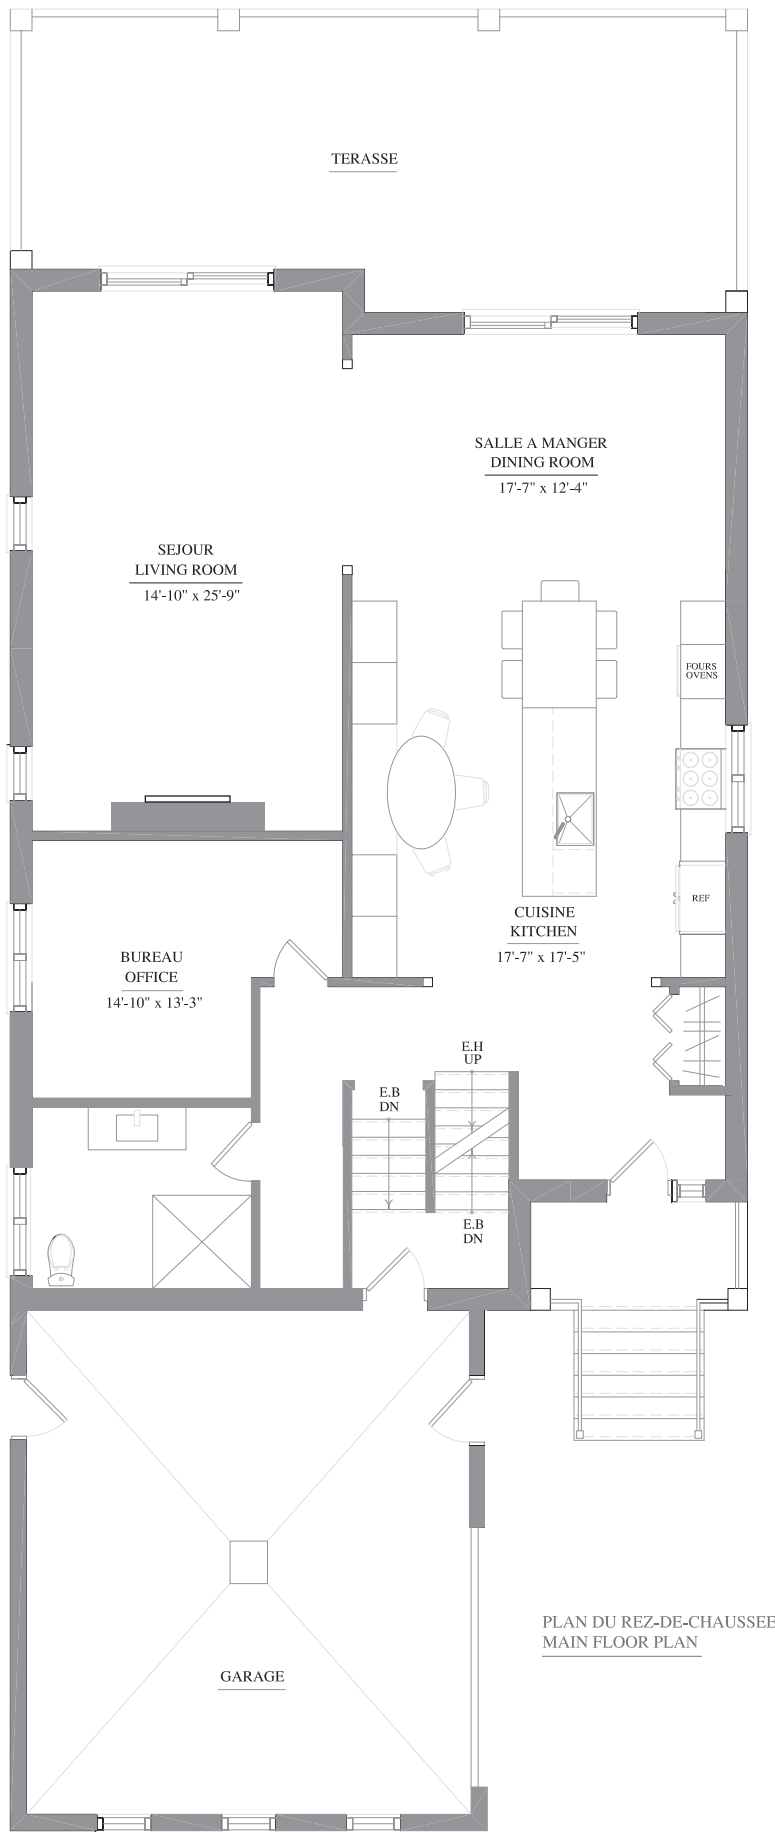 TERASSE
SALLE A MANGER
DINING ROOM
17'-7" x 12'-4"
SEJOUR
LIVING ROOM
14'-10" x 25'-9"
FOURS
OVENS
REF
CUISINE
KITCHEN
17'-7" x 17'-5"
BUREAU
OFFICE
14'-10" x 13'-3"
E.H
UP
E.B
DN
E.B
DN
PLAN DU REZ-DE-CHAUSSEE
MAIN FLOOR PLAN
GARAGE